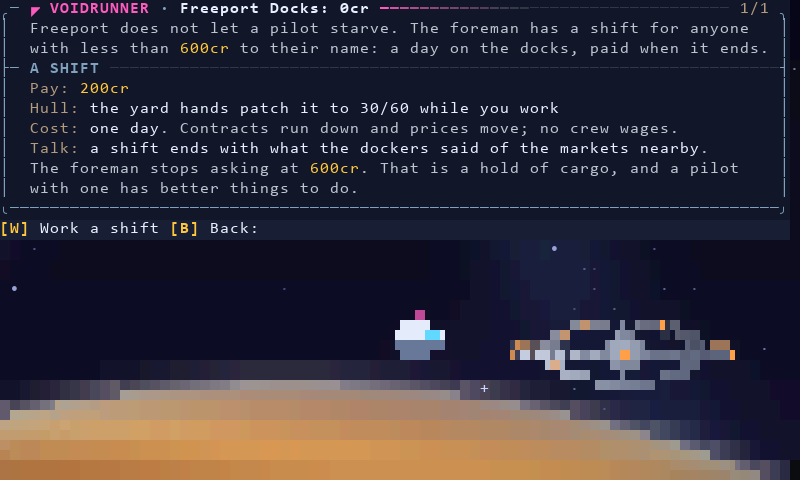 VOIDRUNNER · Freeport Docks: 0cr 1/1
Freeport does not let a pilot starve. The foreman has a shift for anyone
with less than 600cr to their name: a day on the docks, paid when it ends.
A SHIFT
Pay: 200cr
Hull: the yard hands patch it to 30/60 while you work
Cost: one day. Contracts run down and prices move; no crew wages.
Talk: a shift ends with what the dockers said of the markets nearby.
The foreman stops asking at 600cr. That is a hold of cargo, and a pilot
with one has better things to do.
[W] Work a shift [B] Back: